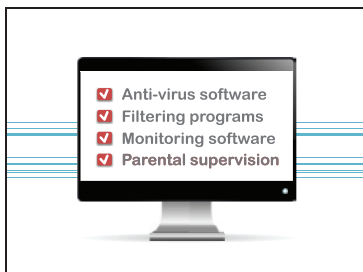 Anti-virus software
Filtering programs
Monitoring software
Parental supervision